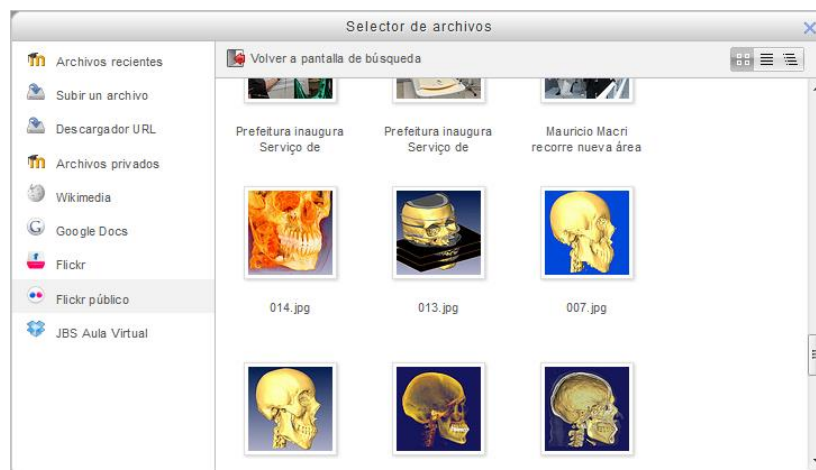 Selector de archivos
Archivos recientes
Subir un archivo
Descargador URL
Archivos privados
Wikimedia
Google Docs
Flickr
Flickr público
JBS Aula Virtual
Volver a pantalla de búsqueda
Prefeitura inaugura
Serviço de
Prefeitura inaugura
Serviço de
Mauricio Macri
recorre nueva área
014.jpg
013.jpg
007.jpg